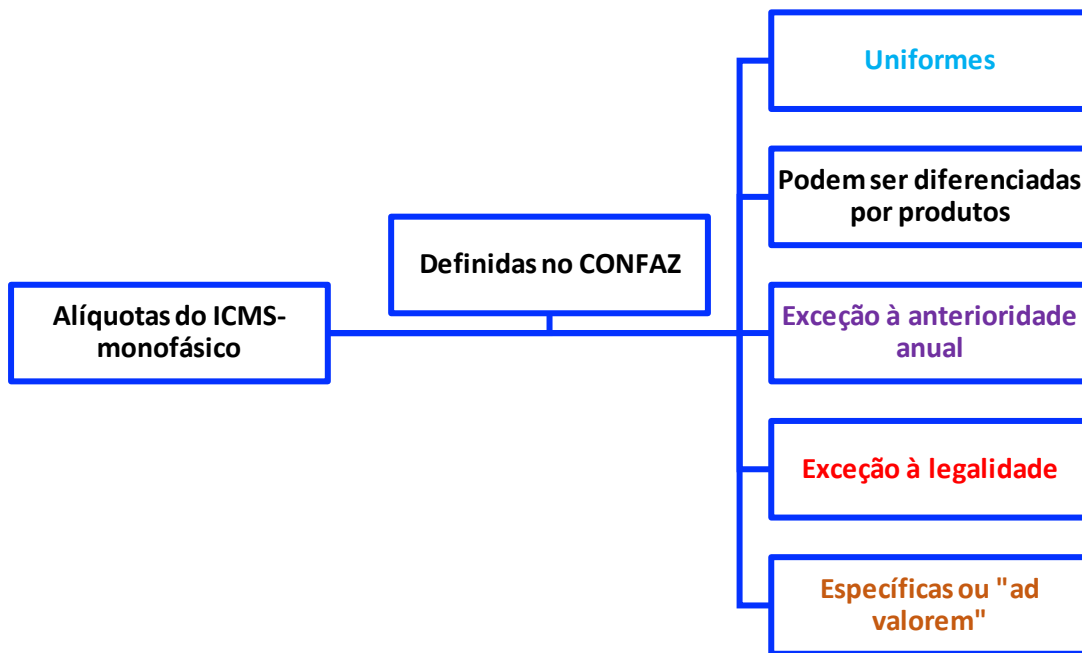 Alíquotas do ICMS-
monofásico
Definidas no CONFAZ
Uniformes
Podem ser diferenciadas
por produtos
Exceção à anterioridade
anual
Exceção à legalidade
Específicas ou "ad
valorem"